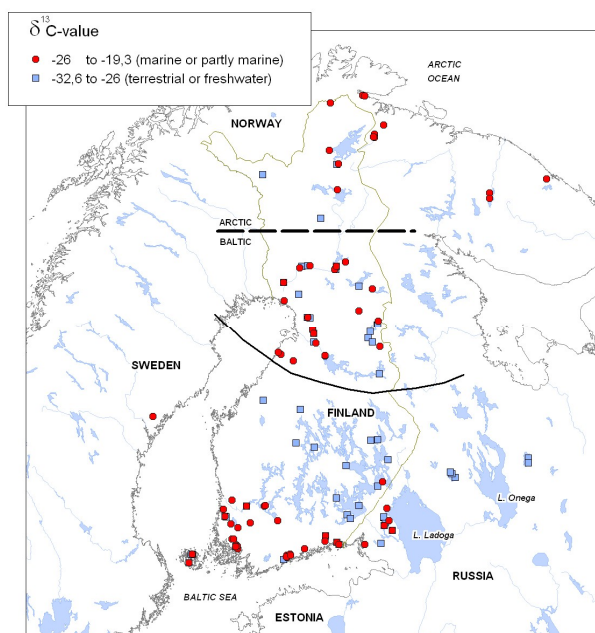 δ¹³C-value
-26 to -19,3 (marine or partly marine)
-32,6 to -26 (terrestrial or freshwater)
ARCTIC
OCEAN
NORWAY
ARCTIC
BALTIC
SWEDEN
FINLAND
L. Onega
L. Ladoga
RUSSIA
BALTIC SEA
ESTONIA